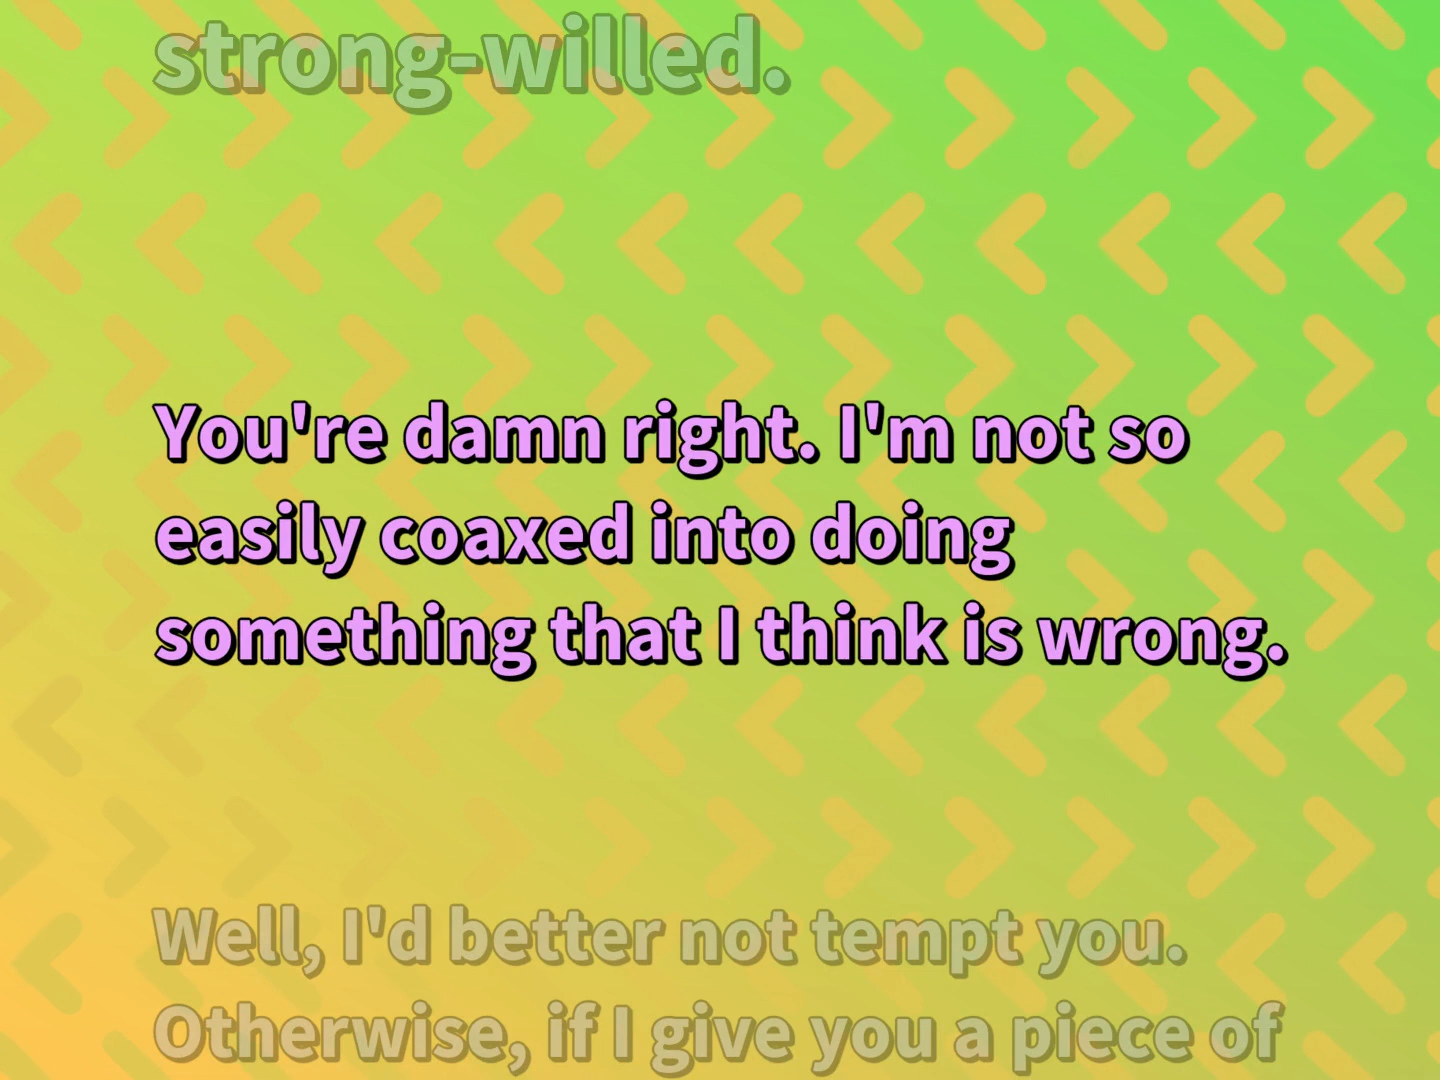 strong-willed.
You're damn right. I'm not so
easily coaxed into doing
something that I think is wrong.
Well, I'd better not tempt you.
Otherwise, if I give you a piece of